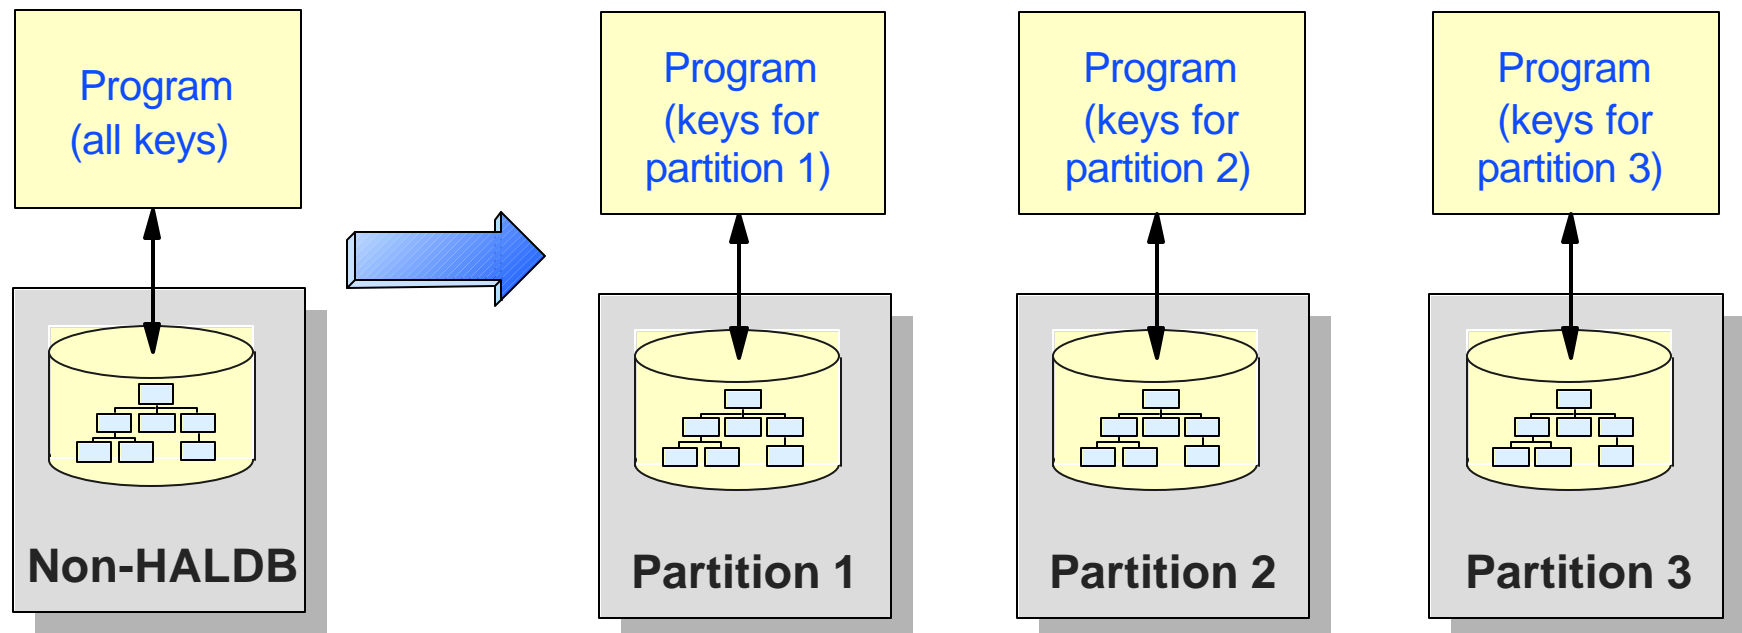 Program
(all keys)
Non-HALDB
Program
(keys for
partition 1)
Partition 1
Program
(keys for
partition 2)
Partition 2
Program
(keys for
partition 3)
Partition 3